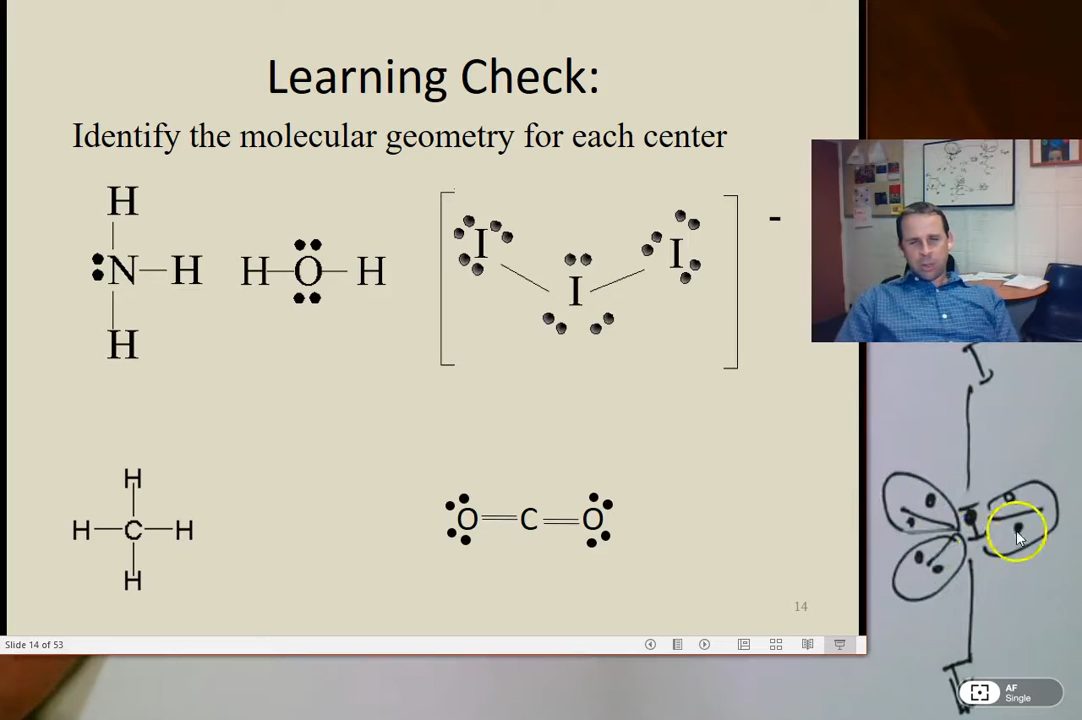 Learning Check:
Identify the molecular geometry for each center
H
N H
H
H O H
I I
I
-
H
H C H
H
O C O
14
Slide 14 of 53
I
I
I
AF
Single